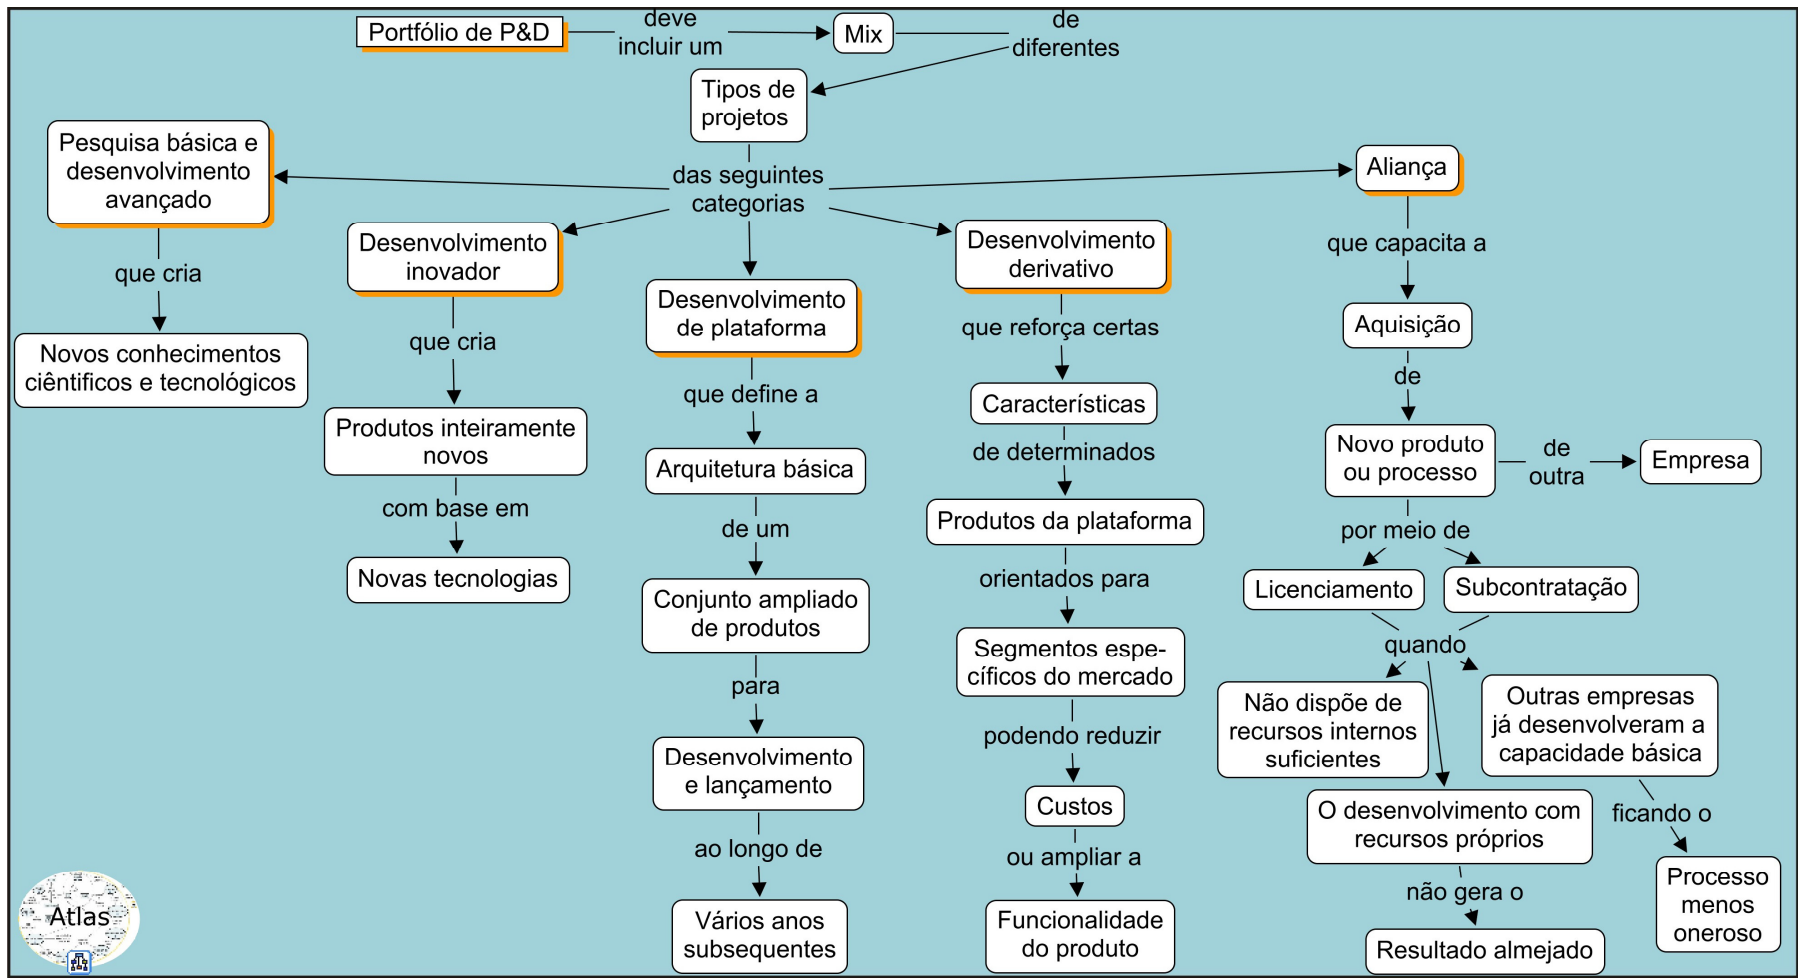 Portfólio de P&D
deve
incluir um
Mix
de
diferentes
Tipos de
projetos
das seguintes
categorias
Pesquisa básica e
desenvolvimento
avançado
que cria
Novos conhecimentos
ciêntificos e tecnológicos
Desenvolvimento
inovador
que cria
Produtos inteiramente
novos
com base em
Novas tecnologias
Desenvolvimento
de plataforma
que define a
Arquitetura básica
de um
Conjunto ampliado
de produtos
para
Desenvolvimento
e lançamento
ao longo de
Vários anos
subsequentes
Desenvolvimento
derivativo
que reforça certas
Características
de determinados
Produtos da plataforma
orientados para
Segmentos espe-
cíficos do mercado
podendo reduzir
Custos
ou ampliar a
Funcionalidade
do produto
Aliança
que capacita a
Aquisição
de
Novo produto
ou processo
de
outra
Empresa
por meio de
Licenciamento
Subcontratação
quando
Não dispõe de
recursos internos
suficientes
O desenvolvimento com
recursos próprios
não gera o
Resultado almejado
Outras empresas
já desenvolveram a
capacidade básica
ficando o
Processo
menos
oneroso
Atlas